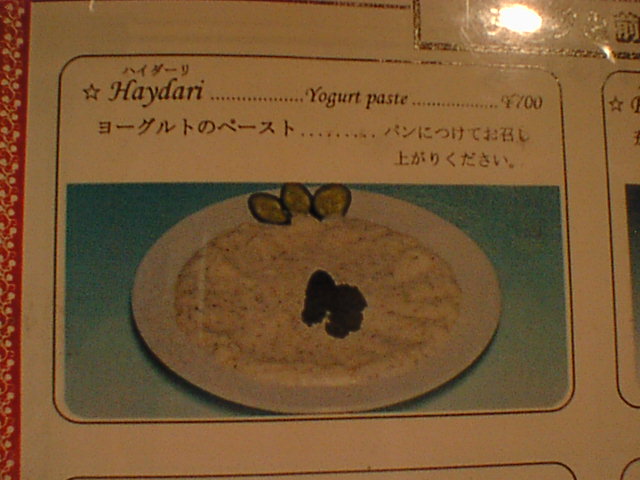 ハイダーリ
☆ Haydari ...................Yogurt paste ..................¥700
ヨーグルトのペースト......... パンにつけてお召し
上がりください。
前
☆